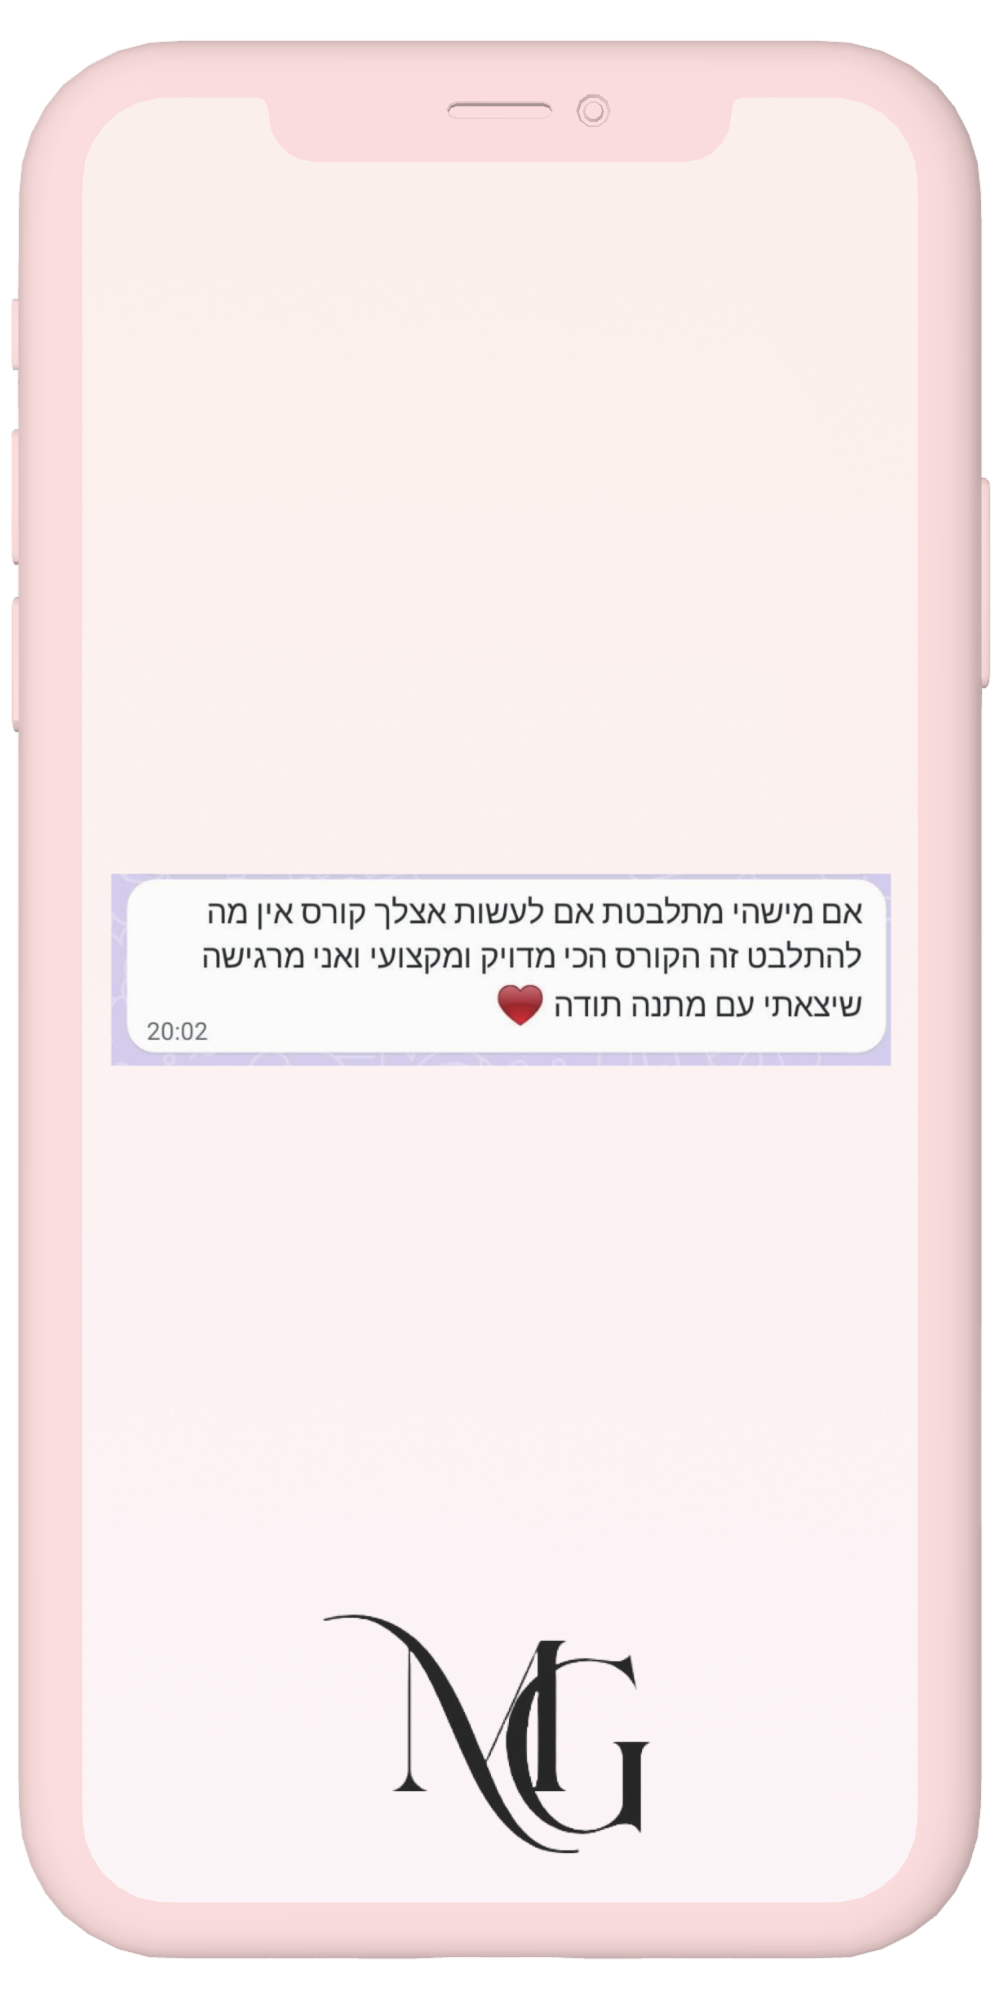 אם מישהי מתלבטת אם לעשות אצלך קורס אין מה
להתלבט זה הקורס הכי מדויק ומקצועי ואני מרגישה
שיצאתי עם מתנה תודה ❤️
20:02
MG